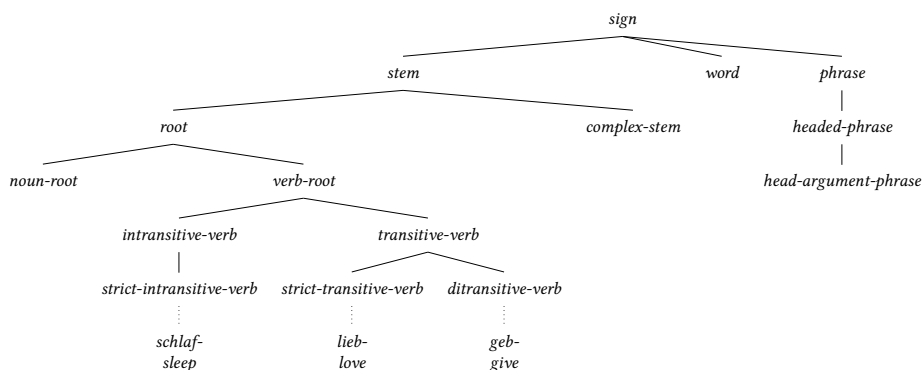 sign
stem word phrase
root complex-stem headed-phrase
noun-root verb-root head-argument-phrase
intransitive-verb transitive-verb
strict-intransitive-verb strict-transitive-verb ditransitive-verb
schlaf- lieb- geb-
sleep love give